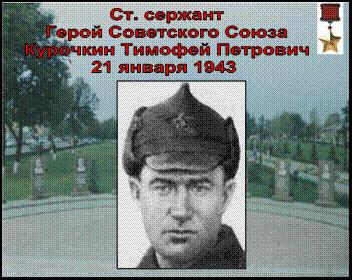 Ст. сержант
Герой Советского Союза
Курочкин Тимофей Петрович
21 января 1943